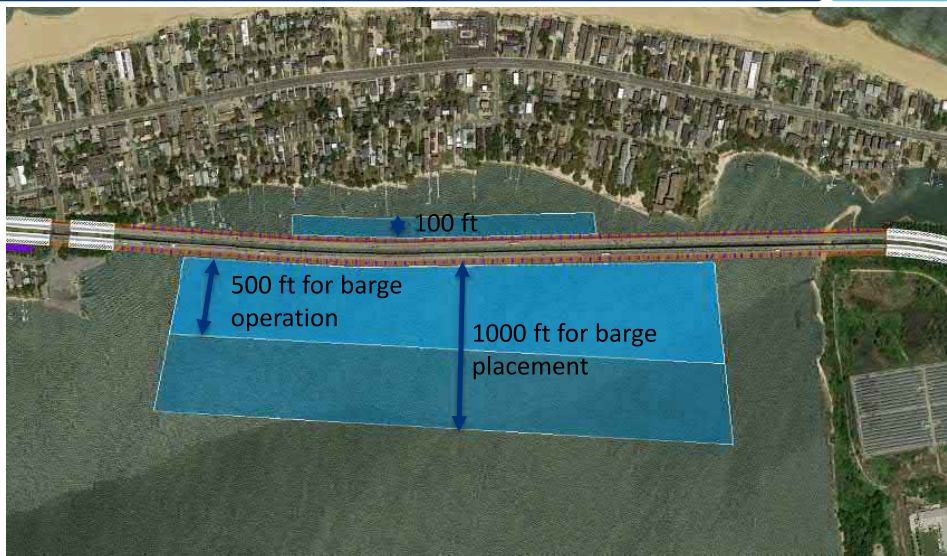 100 ft
500 ft for barge
operation
1000 ft for barge
placement